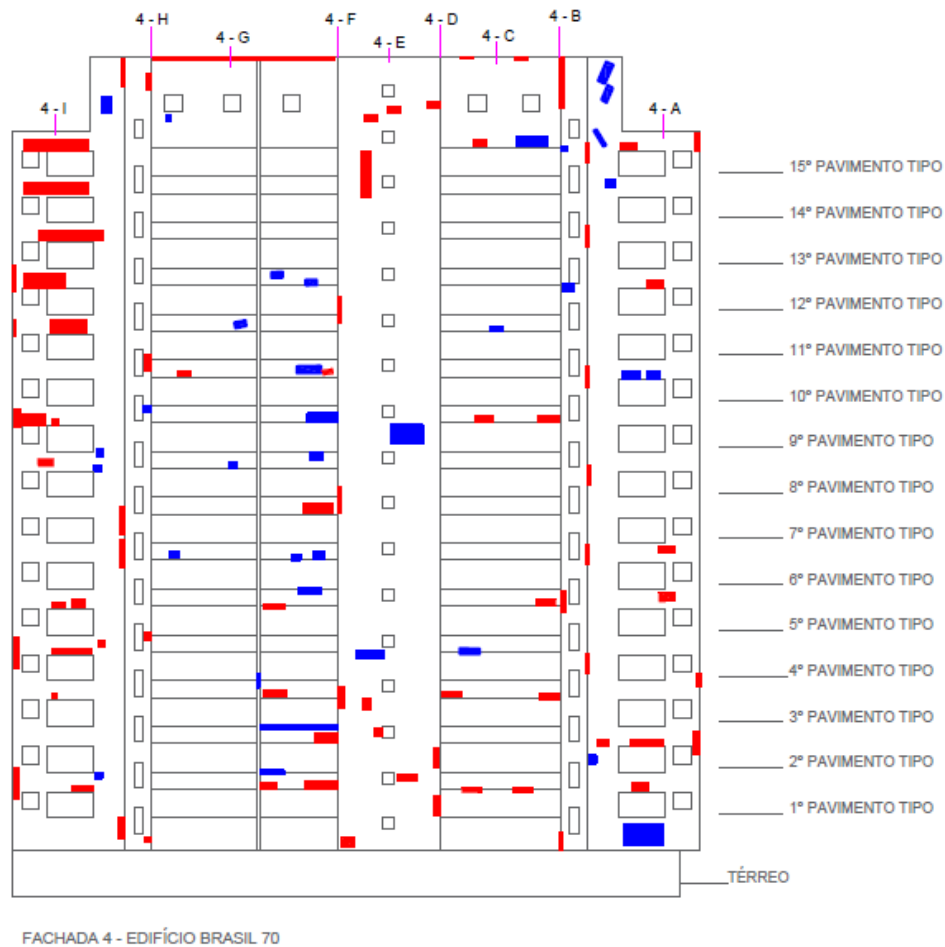 4 - H
4 - F
4 - D
4 - B
4 - G
4 - E
4 - C
4 - I
4 - A
15º PAVIMENTO TIPO
14º PAVIMENTO TIPO
13º PAVIMENTO TIPO
12º PAVIMENTO TIPO
11º PAVIMENTO TIPO
10º PAVIMENTO TIPO
9º PAVIMENTO TIPO
8º PAVIMENTO TIPO
7º PAVIMENTO TIPO
6º PAVIMENTO TIPO
5º PAVIMENTO TIPO
4º PAVIMENTO TIPO
3º PAVIMENTO TIPO
2º PAVIMENTO TIPO
1º PAVIMENTO TIPO
TÉRREO
FACHADA 4 - EDIFÍCIO BRASIL 70